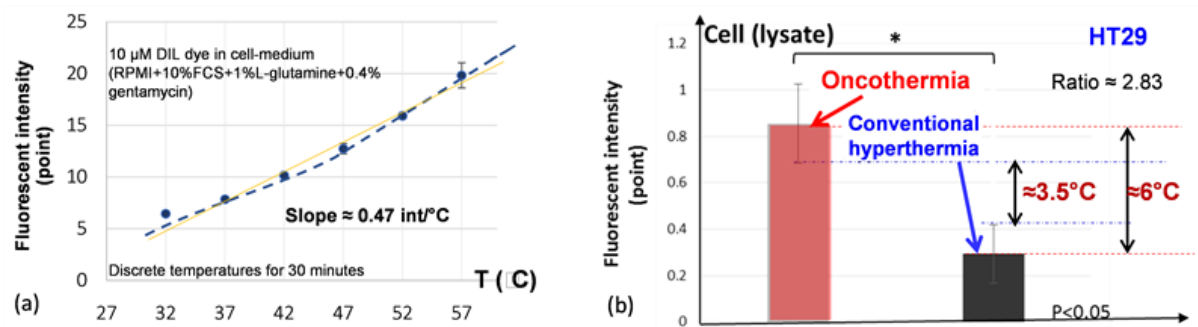 25
20
15
10
5
0
Fluorescent intensity
(point)
10 µM DIL dye in cell-medium
(RPMI+10%FCS+1%L-glutamine+0.4%
gentamycin)
Slope ≈ 0.47 int/°C
Discrete temperatures for 30 minutes
T (□C)
(a)
27 32 37 42 47 52 57
1.2
1
0.8
0.6
0.4
0.2
0
Fluorescent intensity
(point)
Cell (lysate)
*
HT29
Oncothermia
Ratio ≈ 2.83
Conventional
hyperthermia
≈3.5°C
≈6°C
P<0.05
(b)